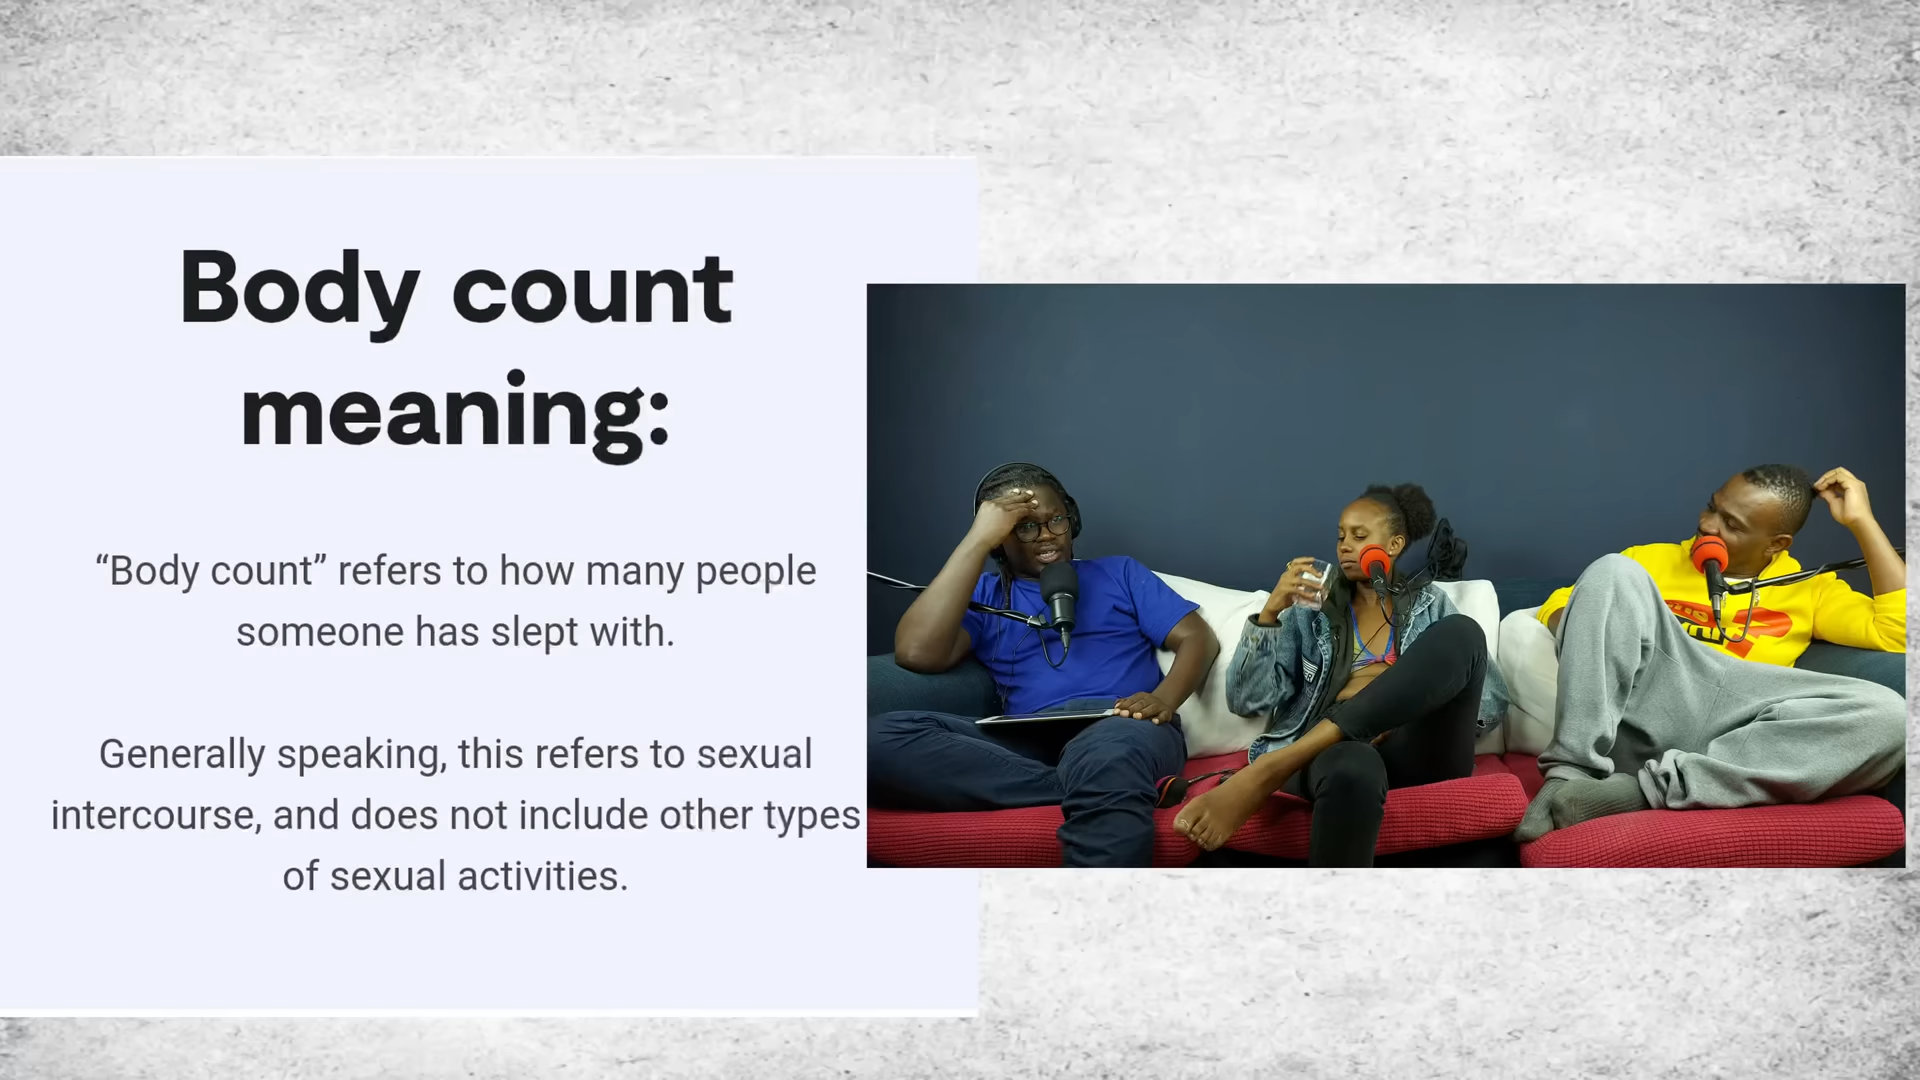 Body count
meaning:
“Body count” refers to how many people
someone has slept with.
Generally speaking, this refers to sexual
intercourse, and does not include other types
of sexual activities.